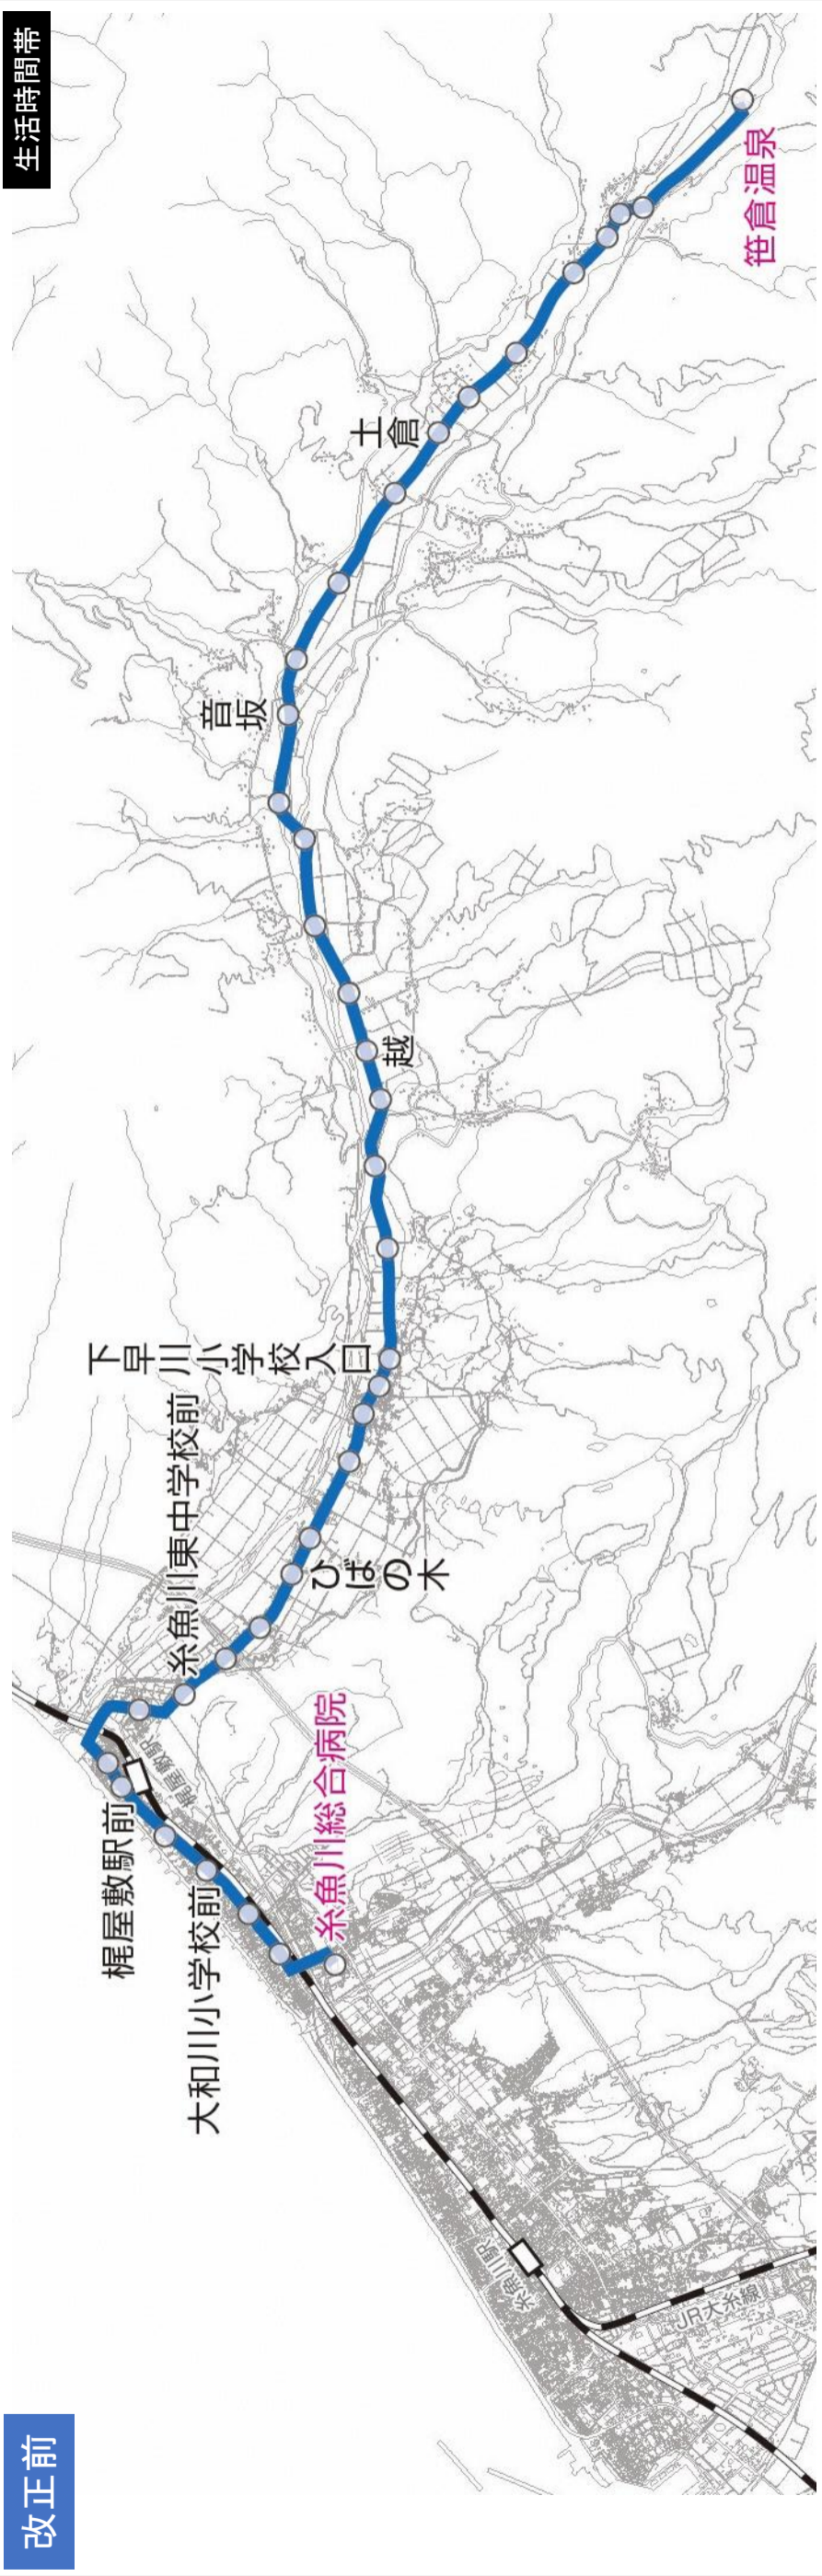 改正前
生活時間帯
笹倉温泉
土倉
音坂
越
下早川小学校入口
糸魚川東中学校前
ひばの木
梶屋敷駅
梶屋敷駅前
糸魚川総合病院
大和川小学校前
糸魚川駅
JR大糸線